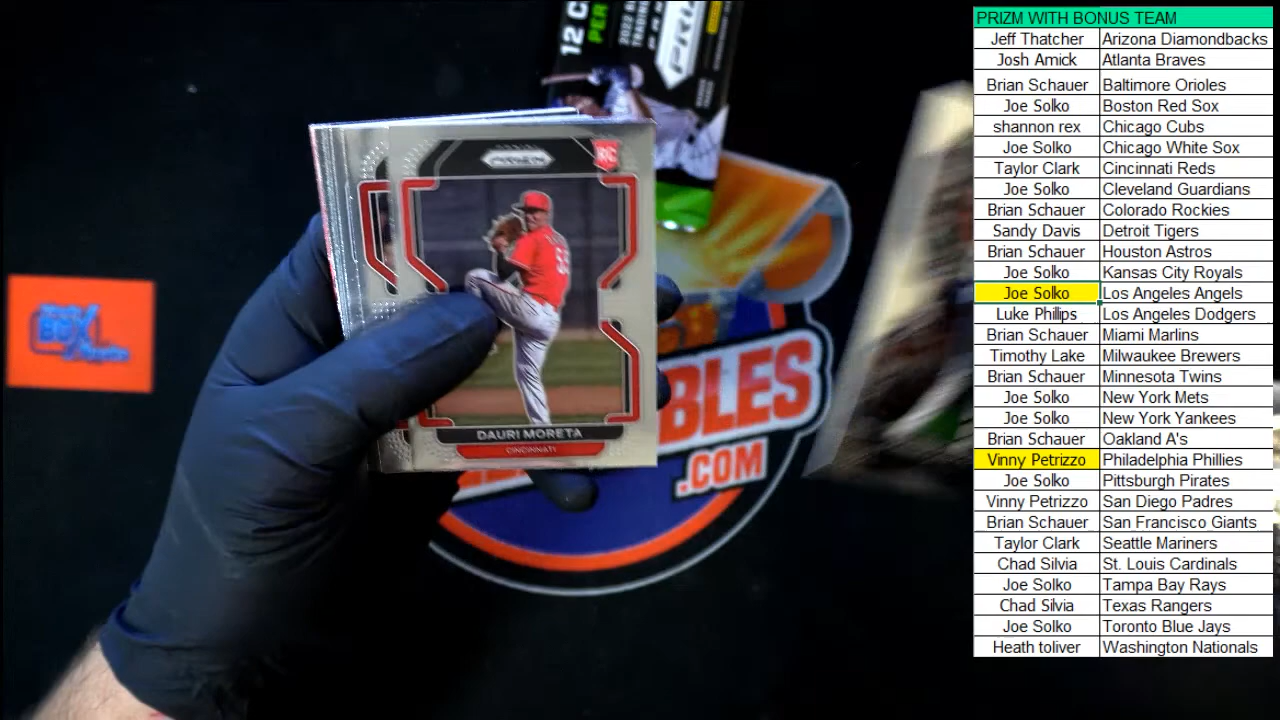 12 C
PER
2022 B
TRADING
PRIZ
RC
PRIZM
DAURI MORETA
CINCINNATI
BOX
BLES
.COM
PRIZM WITH BONUS TEAM
Jeff Thatcher Arizona Diamondbacks
Josh Amick Atlanta Braves
Brian Schauer Baltimore Orioles
Joe Solko Boston Red Sox
shannon rex Chicago Cubs
Joe Solko Chicago White Sox
Taylor Clark Cincinnati Reds
Joe Solko Cleveland Guardians
Brian Schauer Colorado Rockies
Sandy Davis Detroit Tigers
Brian Schauer Houston Astros
Joe Solko Kansas City Royals
Joe Solko Los Angeles Angels
Luke Philips Los Angeles Dodgers
Brian Schauer Miami Marlins
Timothy Lake Milwaukee Brewers
Brian Schauer Minnesota Twins
Joe Solko New York Mets
Joe Solko New York Yankees
Brian Schauer Oakland A's
Vinny Petrizzo Philadelphia Phillies
Joe Solko Pittsburgh Pirates
Vinny Petrizzo San Diego Padres
Brian Schauer San Francisco Giants
Taylor Clark Seattle Mariners
Chad Silvia St. Louis Cardinals
Joe Solko Tampa Bay Rays
Chad Silvia Texas Rangers
Joe Solko Toronto Blue Jays
Heath toliver Washington Nationals